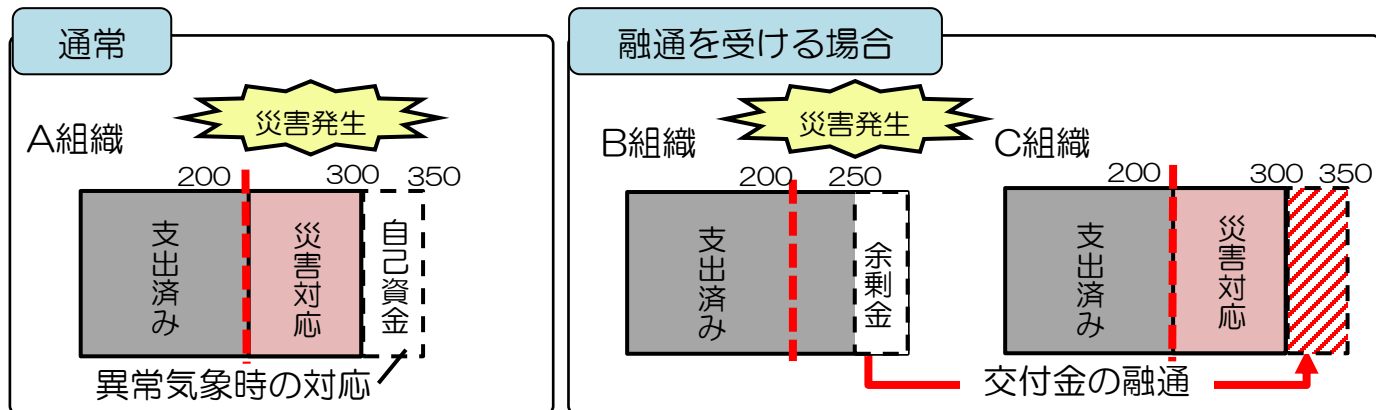 通常
災害発生
A組織
200
300
350
支出済み
災害対応
自己資金
異常気象時の対応
融通を受ける場合
災害発生
B組織
200
250
支出済み
余剰金
C組織
200
300
350
支出済み
災害対応
交付金の融通